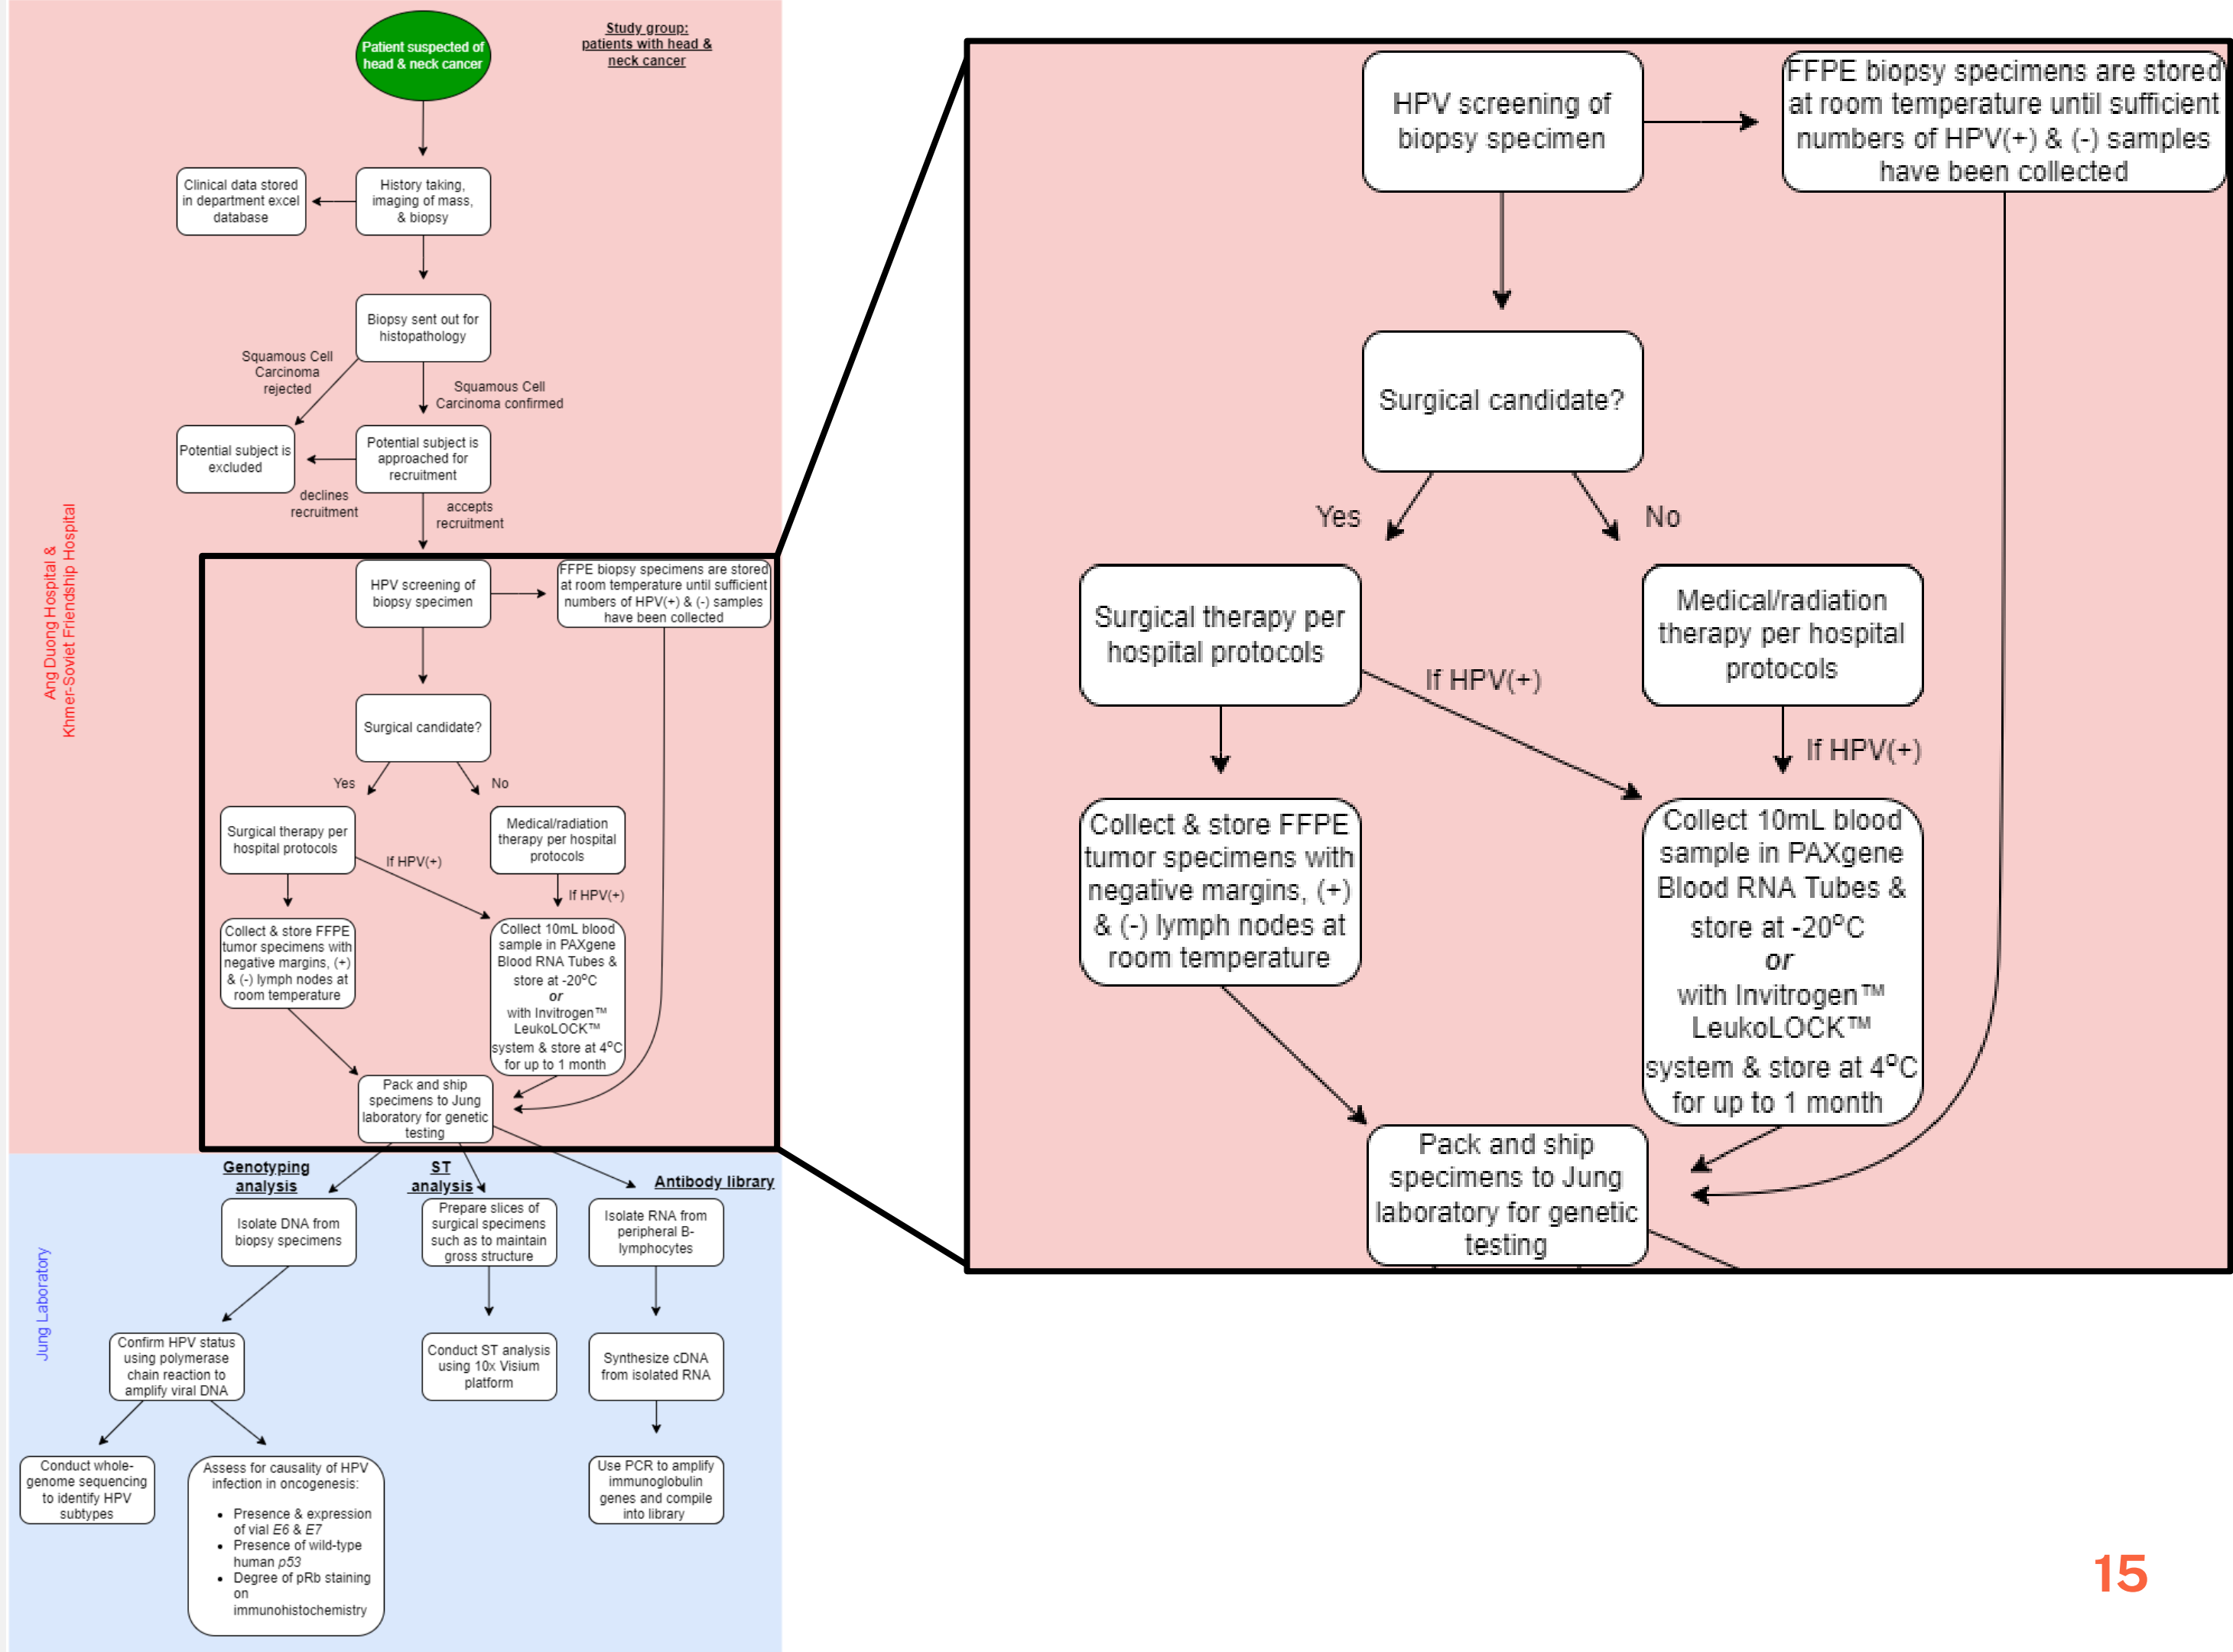 Patient suspected of
head & neck cancer
Study group:
patients with head &
neck cancer
Clinical data stored
in department excel
database
History taking,
imaging of mass,
& biopsy
Biopsy sent out for
histopathology
Squamous Cell
Carcinoma
rejected
Squamous Cell
Carcinoma confirmed
Potential subject is
excluded
Potential subject is
approached for
recruitment
declines
recruitment
accepts
recruitment
Ang Duong Hospital &
Khmer-Soviet Friendship Hospital
HPV screening of
biopsy specimen
FFPE biopsy specimens are stored
at room temperature until sufficient
numbers of HPV(+) & (-) samples
have been collected
Surgical candidate?
Yes
No
Surgical therapy per
hospital protocols
Medical/radiation
therapy per hospital
protocols
If HPV(+)
If HPV(+)
Collect & store FFPE
tumor specimens with
negative margins, (+)
& (-) lymph nodes at
room temperature
Collect 10mL blood
sample in PAXgene
Blood RNA Tubes &
store at -20°C
or
with Invitrogen™
LeukoLOCK™
system & store at 4°C
for up to 1 month
Pack and ship
specimens to Jung
laboratory for genetic
testing
Genotyping
analysis
ST
analysis
Antibody library
Jung Laboratory
Isolate DNA from
biopsy specimens
Prepare slices of
surgical specimens
such as to maintain
gross structure
Isolate RNA from
peripheral B-
lymphocytes
Confirm HPV status
using polymerase
chain reaction to
amplify viral DNA
Conduct ST analysis
using 10x Visium
platform
Synthesize cDNA
from isolated RNA
Conduct whole-
genome sequencing
to identify HPV
subtypes
Assess for causality of HPV
infection in oncogenesis:
• Presence & expression
of vial E6 & E7
• Presence of wild-type
human p53
• Degree of pRb staining
on
immunohistochemistry
Use PCR to amplify
immunoglobulin
genes and compile
into library
HPV screening of
biopsy specimen
FFPE biopsy specimens are stored
at room temperature until sufficient
numbers of HPV(+) & (-) samples
have been collected
Surgical candidate?
Yes
No
Surgical therapy per
hospital protocols
Medical/radiation
therapy per hospital
protocols
If HPV(+)
If HPV(+)
Collect & store FFPE
tumor specimens with
negative margins, (+)
& (-) lymph nodes at
room temperature
Collect 10mL blood
sample in PAXgene
Blood RNA Tubes &
store at -20°C
or
with Invitrogen™
LeukoLOCK™
system & store at 4°C
for up to 1 month
Pack and ship
specimens to Jung
laboratory for genetic
testing
15